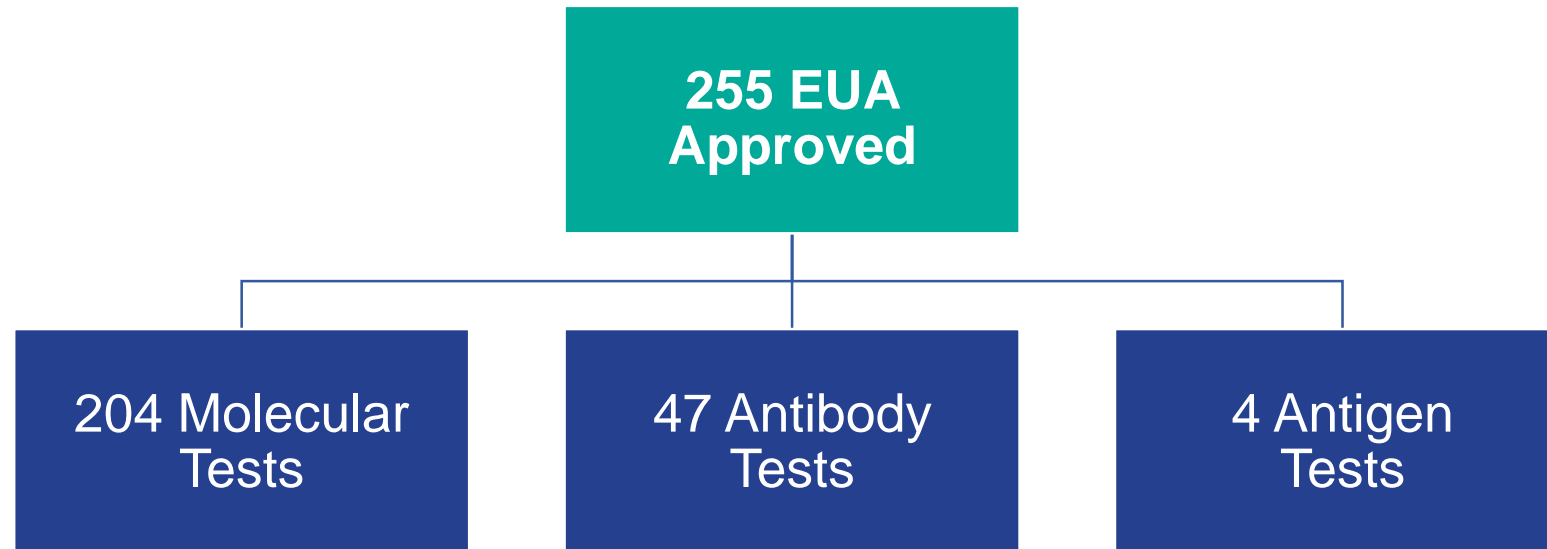 255 EUA
Approved
204 Molecular
Tests
47 Antibody
Tests
4 Antigen
Tests